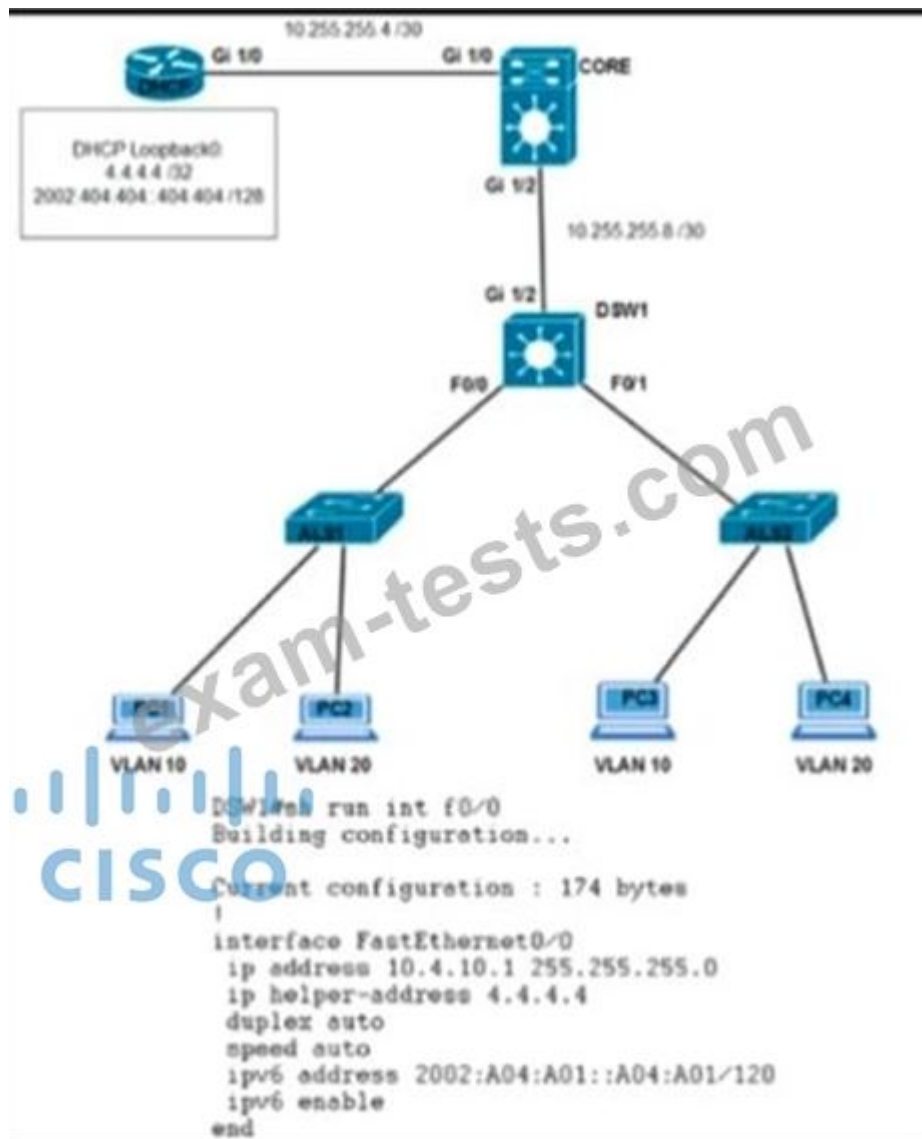 10.255.255.4 /30
Gi 1/0
Gi 1/0
CORE
DHCP
DHCP Loopback0:
4.4.4.4 /32
2002:404:404::404:404 /128
Gi 1/2
10.255.255.8 /30
Gi 1/2
DSW1
F0/0
F0/1
exam-tests.com
ALS1
ALS2
PC1
PC2
PC3
PC4
VLAN 10
VLAN 20
VLAN 10
VLAN 20
CISCO
DSW1#sh run int f0/0
Building configuration...
Current configuration : 174 bytes
!
interface FastEthernet0/0
ip address 10.4.10.1 255.255.255.0
ip helper-address 4.4.4.4
duplex auto
speed auto
ipv6 address 2002:A04:A01::A04:A01/120
ipv6 enable
end